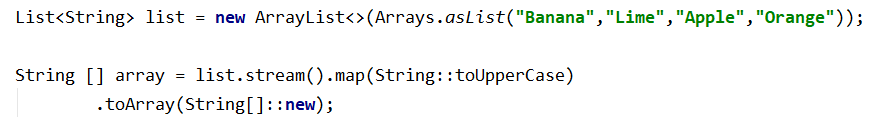 List<String> list = new ArrayList<>(Arrays.asList("Banana","Lime","Apple","Orange"));
String [] array = list.stream().map(String::toUpperCase)
.toArray(String[]::new);